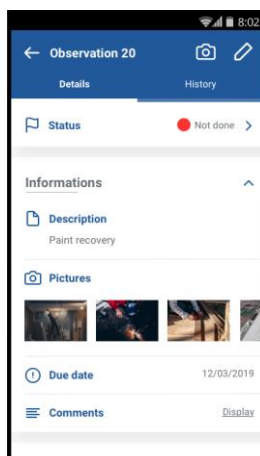 8:02
Observation 20
Details History
Status Not done
Informations
Description
Paint recovery
Pictures
Due date 12/03/2019
Comments Display